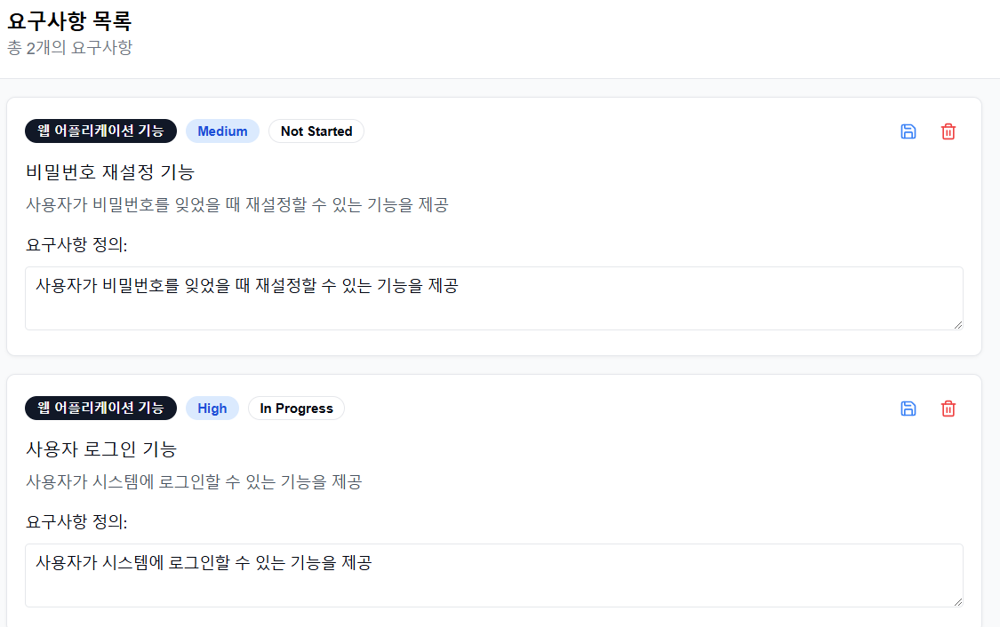 요구사항 목록
총 2개의 요구사항
웹 어플리케이션 기능 Medium Not Started
비밀번호 재설정 기능
사용자가 비밀번호를 잊었을 때 재설정할 수 있는 기능을 제공
요구사항 정의:
사용자가 비밀번호를 잊었을 때 재설정할 수 있는 기능을 제공
웹 어플리케이션 기능 High In Progress
사용자 로그인 기능
사용자가 시스템에 로그인할 수 있는 기능을 제공
요구사항 정의:
사용자가 시스템에 로그인할 수 있는 기능을 제공